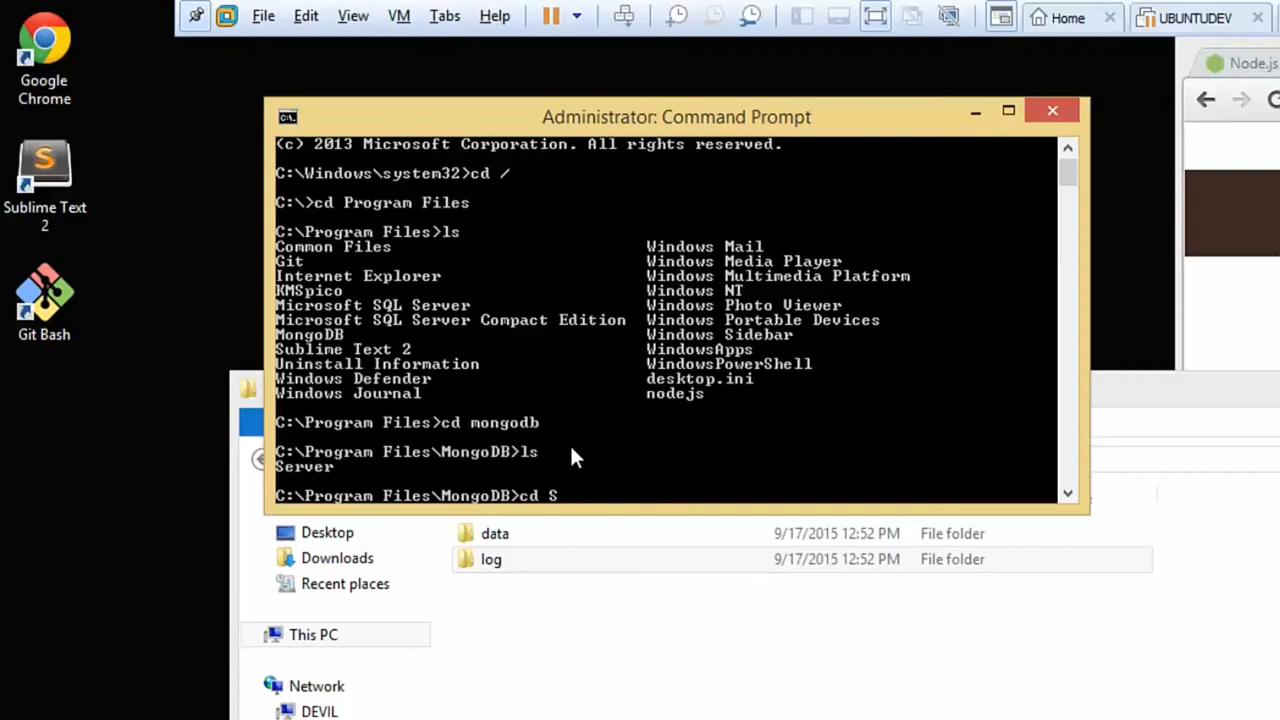 File Edit View VM Tabs Help Home UBUNTUDEV
Google
Chrome
Sublime Text
2
Git Bash
Node.js
Administrator: Command Prompt
(c) 2013 Microsoft Corporation. All rights reserved.
C:\Windows\system32>cd /
C:\>cd Program Files
C:\Program Files>ls
Common Files Windows Mail
Git Windows Media Player
Internet Explorer Windows Multimedia Platform
KMSpico Windows NT
Microsoft SQL Server Windows Photo Viewer
Microsoft SQL Server Compact Edition Windows Portable Devices
MongoDB Windows Sidebar
Sublime Text 2 WindowsApps
Uninstall Information WindowsPowerShell
Windows Defender desktop.ini
Windows Journal nodejs
C:\Program Files>cd mongodb
C:\Program Files\MongoDB>ls
Server
C:\Program Files\MongoDB>cd S
Desktop data 9/17/2015 12:52 PM File folder
Downloads log 9/17/2015 12:52 PM File folder
Recent places
This PC
Network
DEVIL